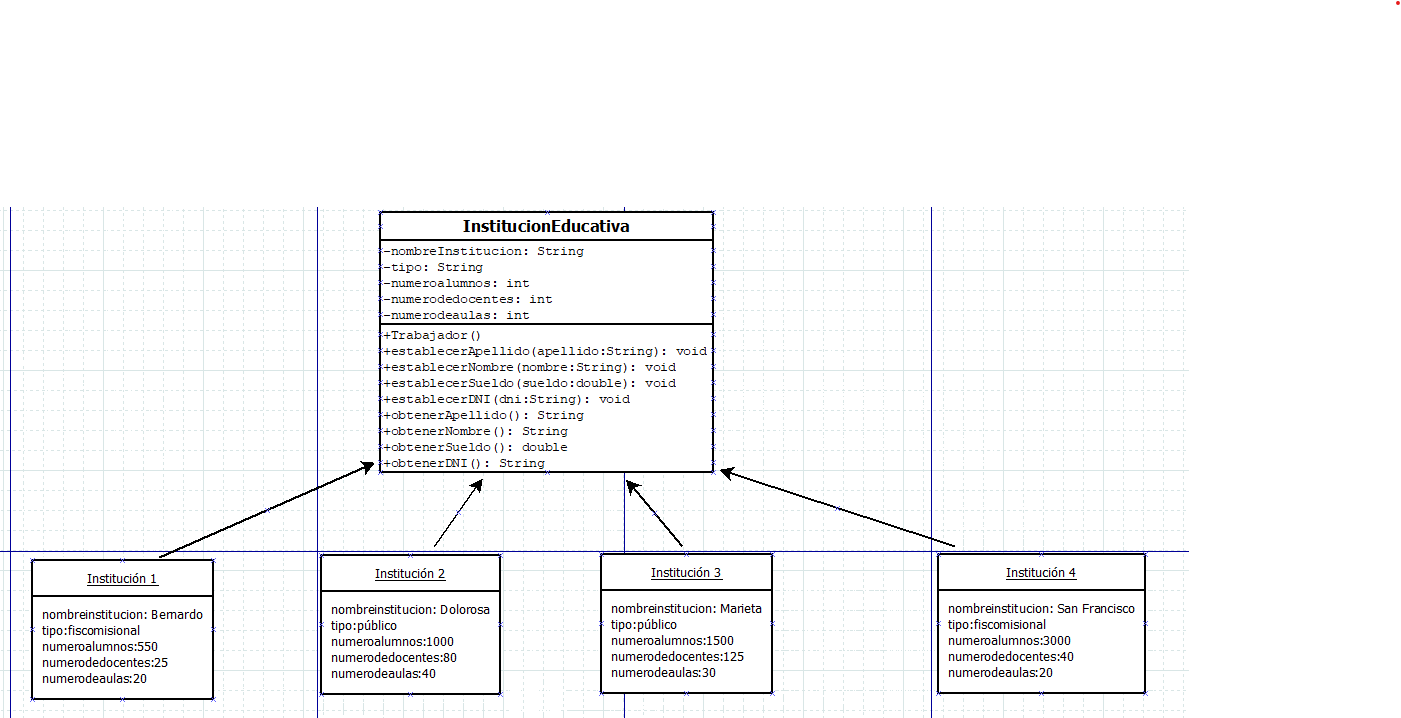 InstitucionEducativa
-nombreInstitucion: String
-tipo: String
-numeroalumnos: int
-numerodedocentes: int
-numerodeaulas: int
+Trabajador()
+establecerApellido(apellido:String): void
+establecerNombre(nombre:String): void
+establecerSueldo(sueldo:double): void
+establecerDNI(dni:String): void
+obtenerApellido(): String
+obtenerNombre(): String
+obtenerSueldo(): double
+obtenerDNI(): String
Institución 1
nombreinstitucion: Bernardo
tipo:fiscomisional
numeroalumnos:550
numerodedocentes:25
numerodeaulas:20
Institución 2
nombreinstitucion: Dolorosa
tipo:público
numeroalumnos:1000
numerodedocentes:80
numerodeaulas:40
Institución 3
nombreinstitucion: Marieta
tipo:público
numeroalumnos:1500
numerodedocentes:125
numerodeaulas:30
Institución 4
nombreinstitucion: San Francisco
tipo:fiscomisional
numeroalumnos:3000
numerodedocentes:40
numerodeaulas:20